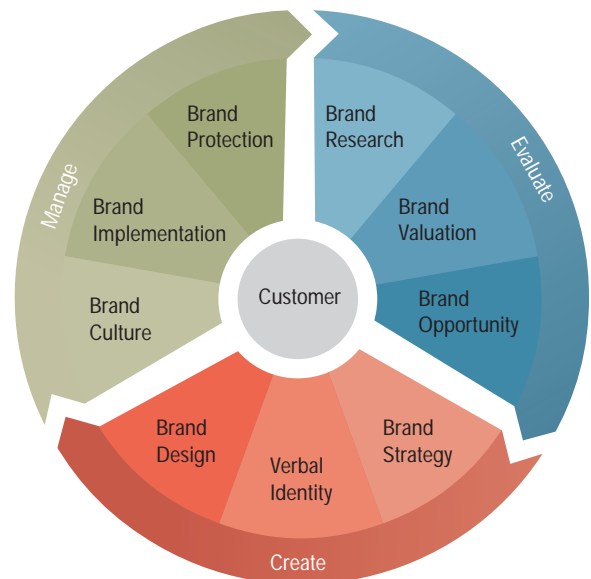 Brand
Research
Brand
Valuation
Brand
Opportunity
Evaluate
Brand
Strategy
Verbal
Identity
Brand
Design
Create
Brand
Culture
Brand
Implementation
Brand
Protection
Manage
Customer